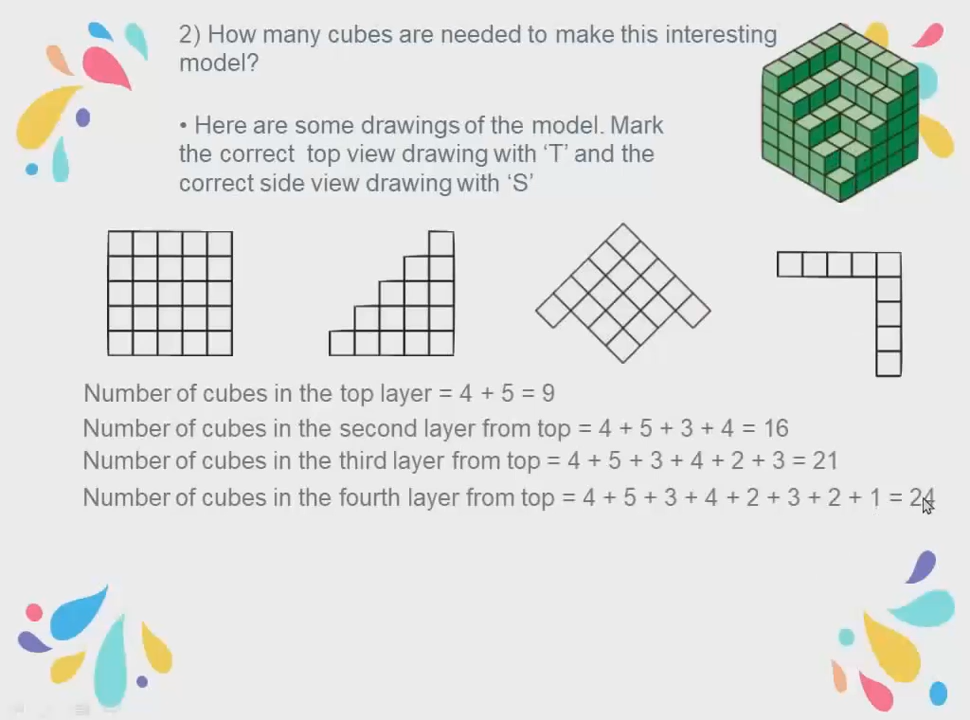 2) How many cubes are needed to make this interesting
model?
• Here are some drawings of the model. Mark
the correct top view drawing with ‘T’ and the
correct side view drawing with ‘S’
Number of cubes in the top layer = 4 + 5 = 9
Number of cubes in the second layer from top = 4 + 5 + 3 + 4 = 16
Number of cubes in the third layer from top = 4 + 5 + 3 + 4 + 2 + 3 = 21
Number of cubes in the fourth layer from top = 4 + 5 + 3 + 4 + 2 + 3 + 2 + 1 = 24